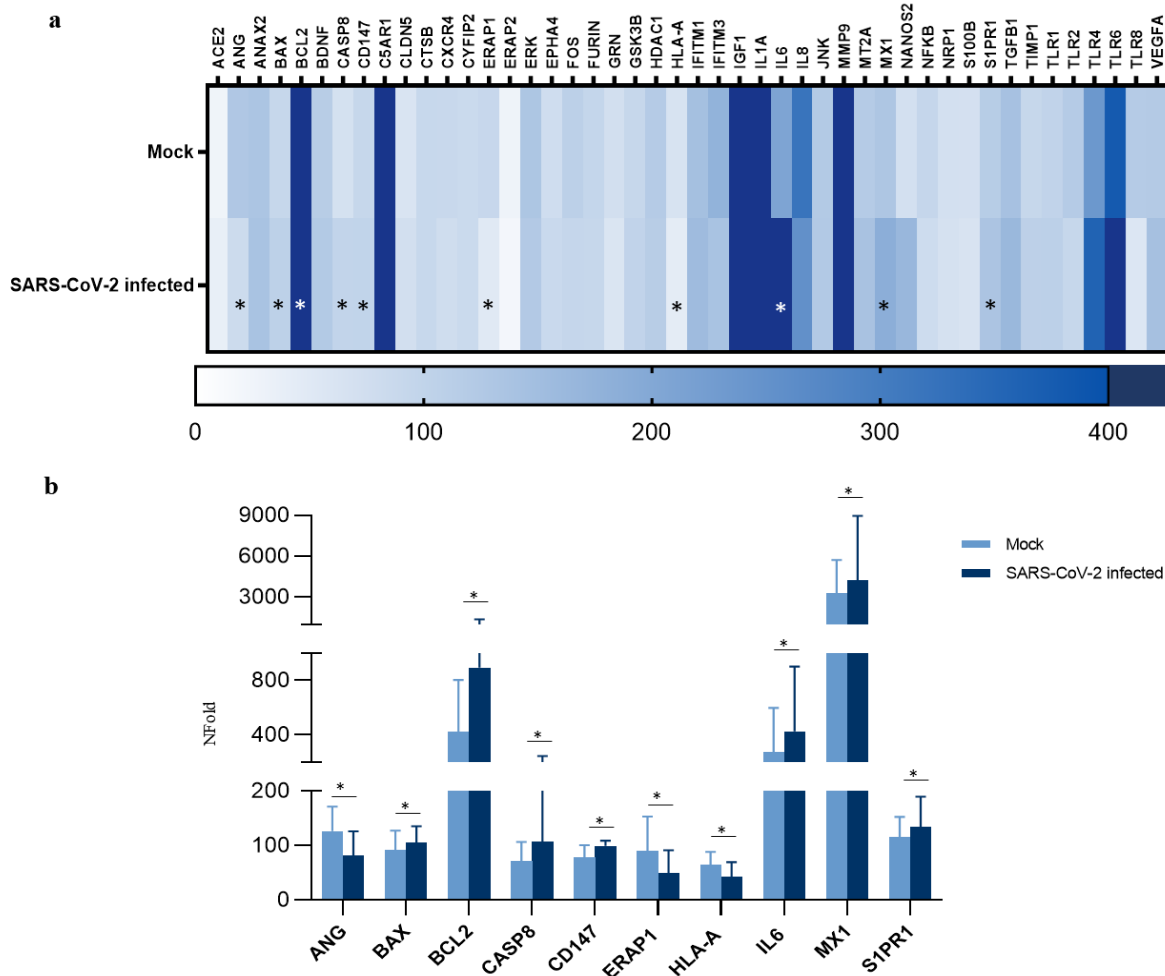 a
ACE2
ANG
ANAX2
BAX
BCL2
BDNF
CASP8
CD147
C5AR1
CLDN5
CTSB
CXCR4
CYFIP2
ERAP1
ERAP2
ERK
EPHA4
FOS
FURIN
GRN
GSK3B
HDAC1
HLA-A
IFITM1
IFITM3
IGF1
IL1A
IL6
IL8
JNK
MMP9
MT2A
MX1
NANOS2
NFKB
NRP1
S100B
S1PR1
TGFB1
TIMP1
TLR1
TLR2
TLR4
TLR6
TLR8
VEGFA
Mock
SARS-CoV-2 infected
* * * * * * * * * *
0 100 200 300 400
b
NFold
9000
6000
3000
800
400
200
100
0
* * * * * * * * * *
Mock
SARS-CoV-2 infected
ANG
BAX
BCL2
CASP8
CD147
ERAP1
HLA-A
IL6
MX1
S1PR1